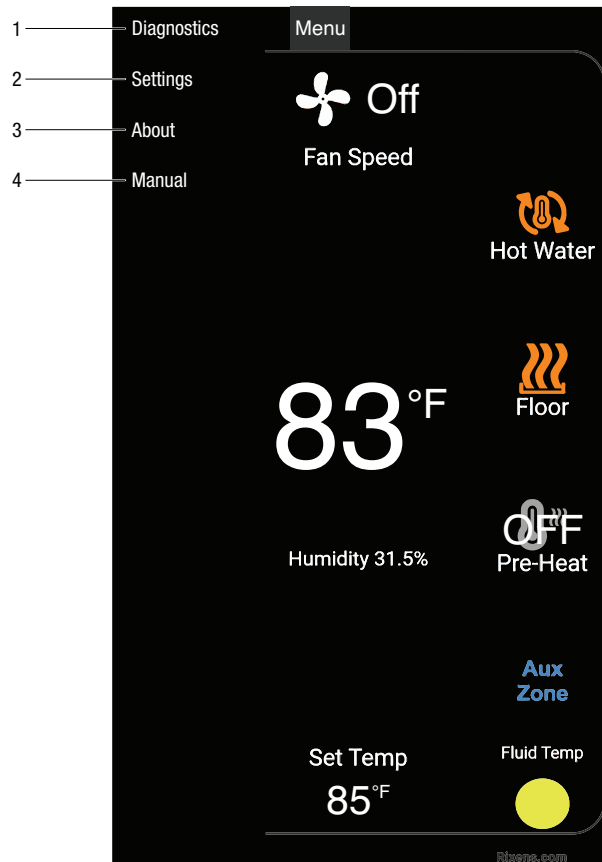 1 Diagnostics
Menu
2 Settings
Off
3 About
Fan Speed
4 Manual
Hot Water
83°F
Floor
OFF
Humidity 31.5%
Pre-Heat
Aux
Zone
Set Temp
Fluid Temp
85°F
Rixens.com